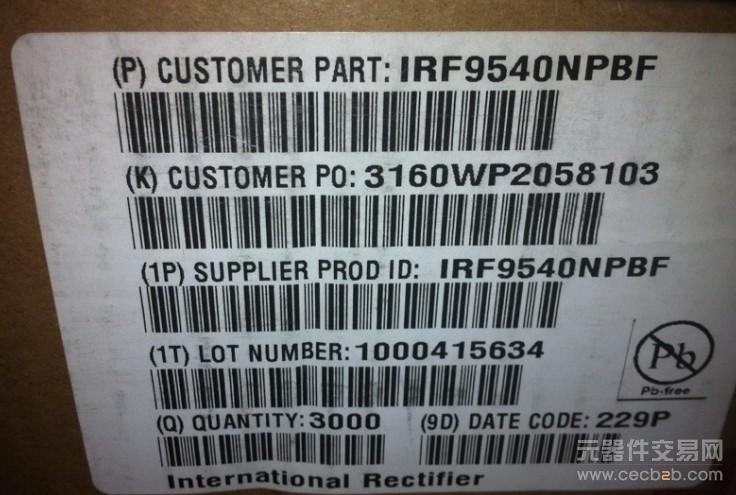 (P) CUSTOMER PART: IRF9540NPBF
(K) CUSTOMER PO: 3160WP2058103
(1P) SUPPLIER PROD ID: IRF9540NPBF
(1T) LOT NUMBER: 1000415634
Pb
Pb-free
(Q) QUANTITY: 3000 (9D) DATE CODE: 229P
International Rectifier
元器件交易网
www.cecb2b.com